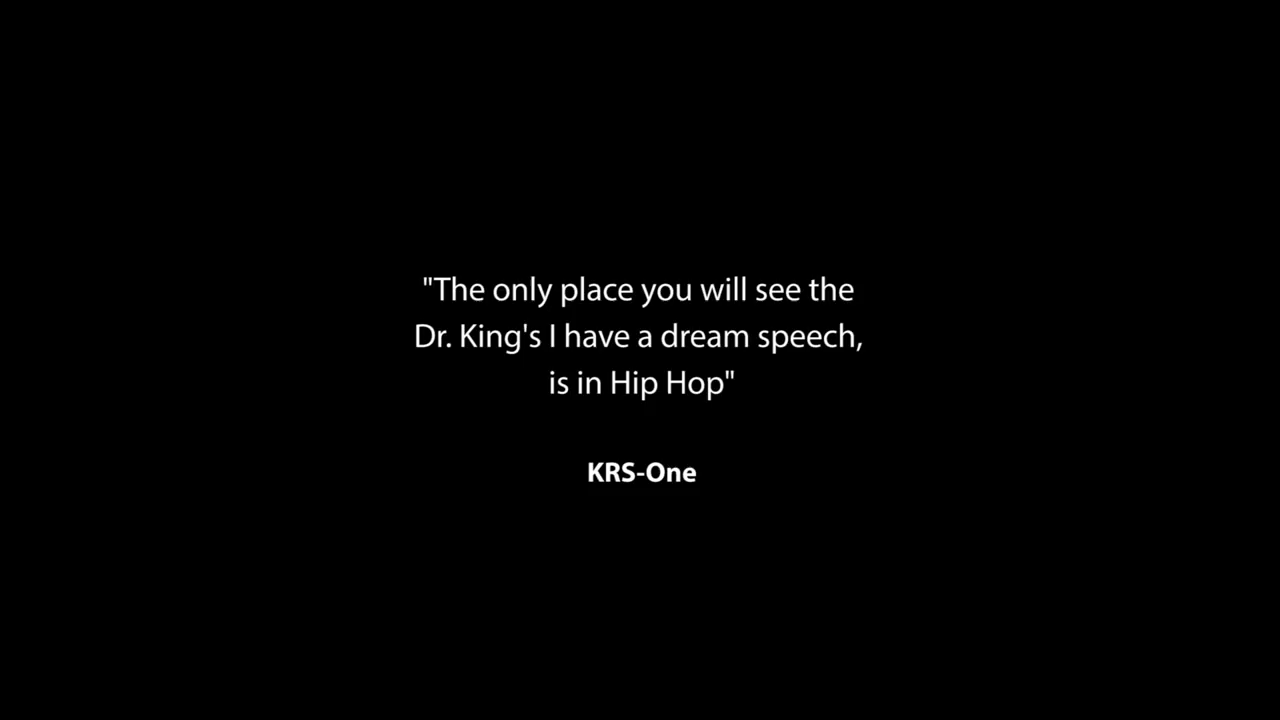 "The only place you will see the
Dr. King's I have a dream speech,
is in Hip Hop"
KRS-One